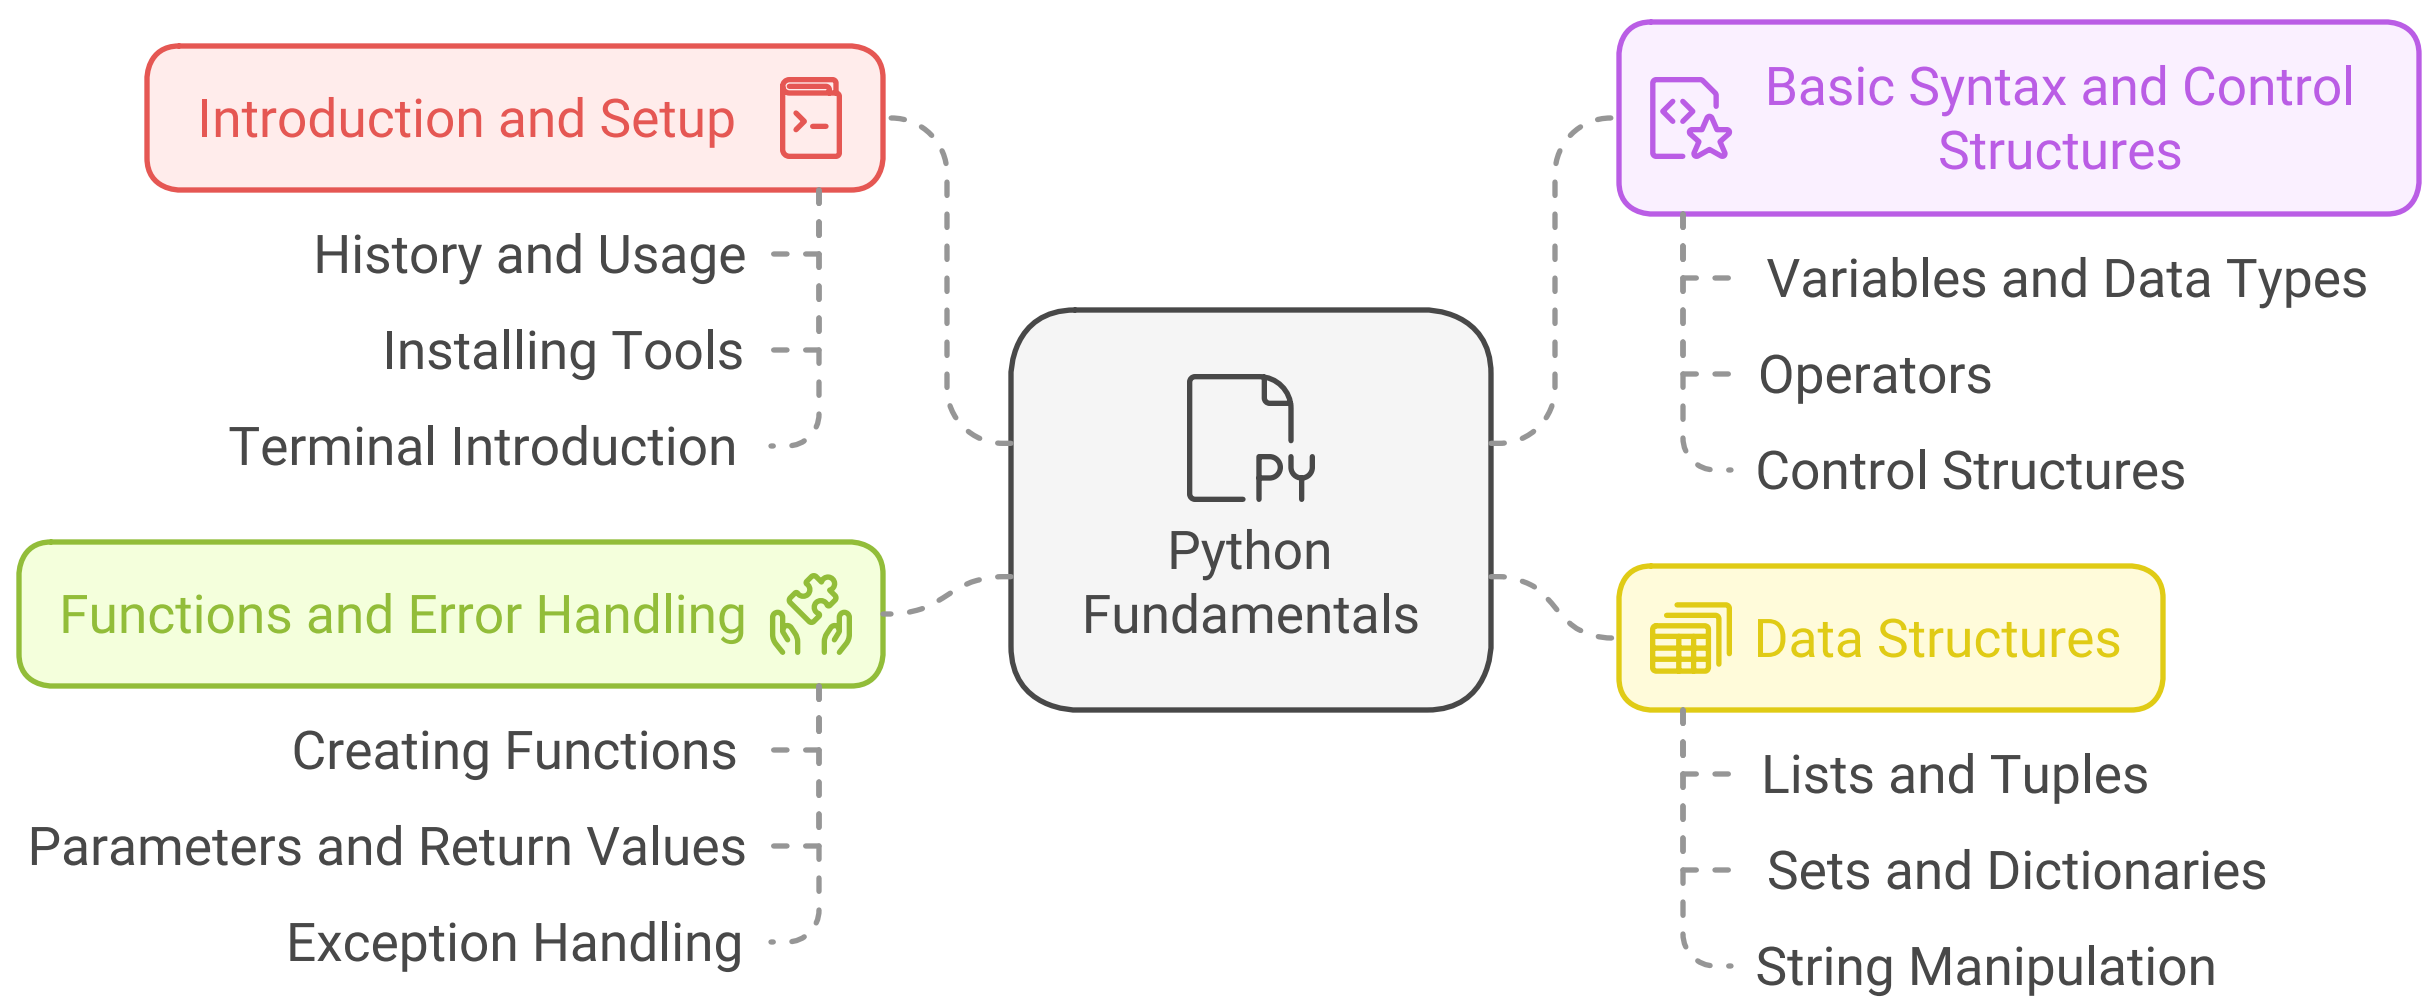 Introduction and Setup
History and Usage
Installing Tools
Terminal Introduction
Functions and Error Handling
Creating Functions
Parameters and Return Values
Exception Handling
PY
Python
Fundamentals
Basic Syntax and Control
Structures
Variables and Data Types
Operators
Control Structures
Data Structures
Lists and Tuples
Sets and Dictionaries
String Manipulation